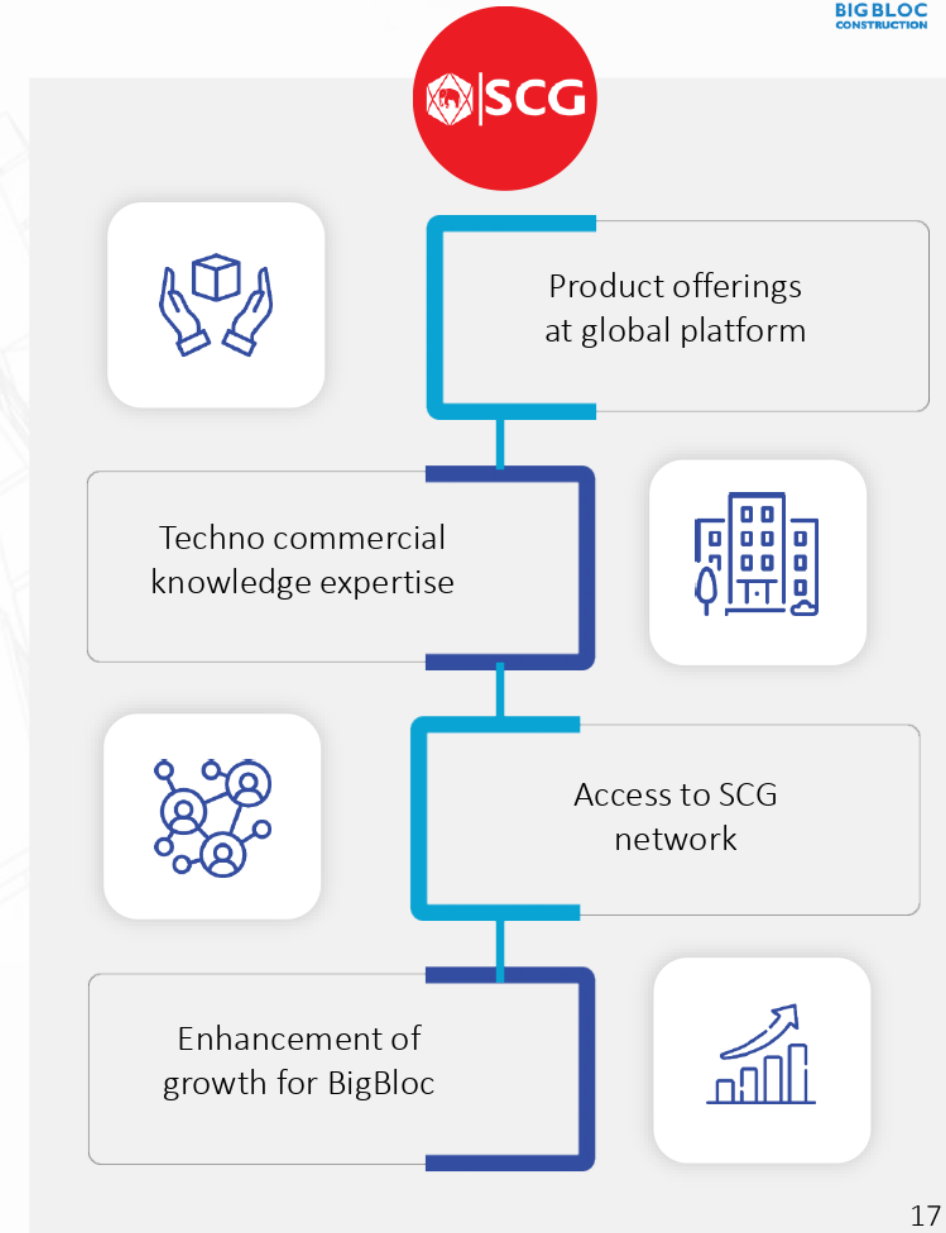 BIGBLOC
CONSTRUCTION
SCG
Product offerings
at global platform
Techno commercial
knowledge expertise
Access to SCG
network
Enhancement of
growth for BigBloc
17